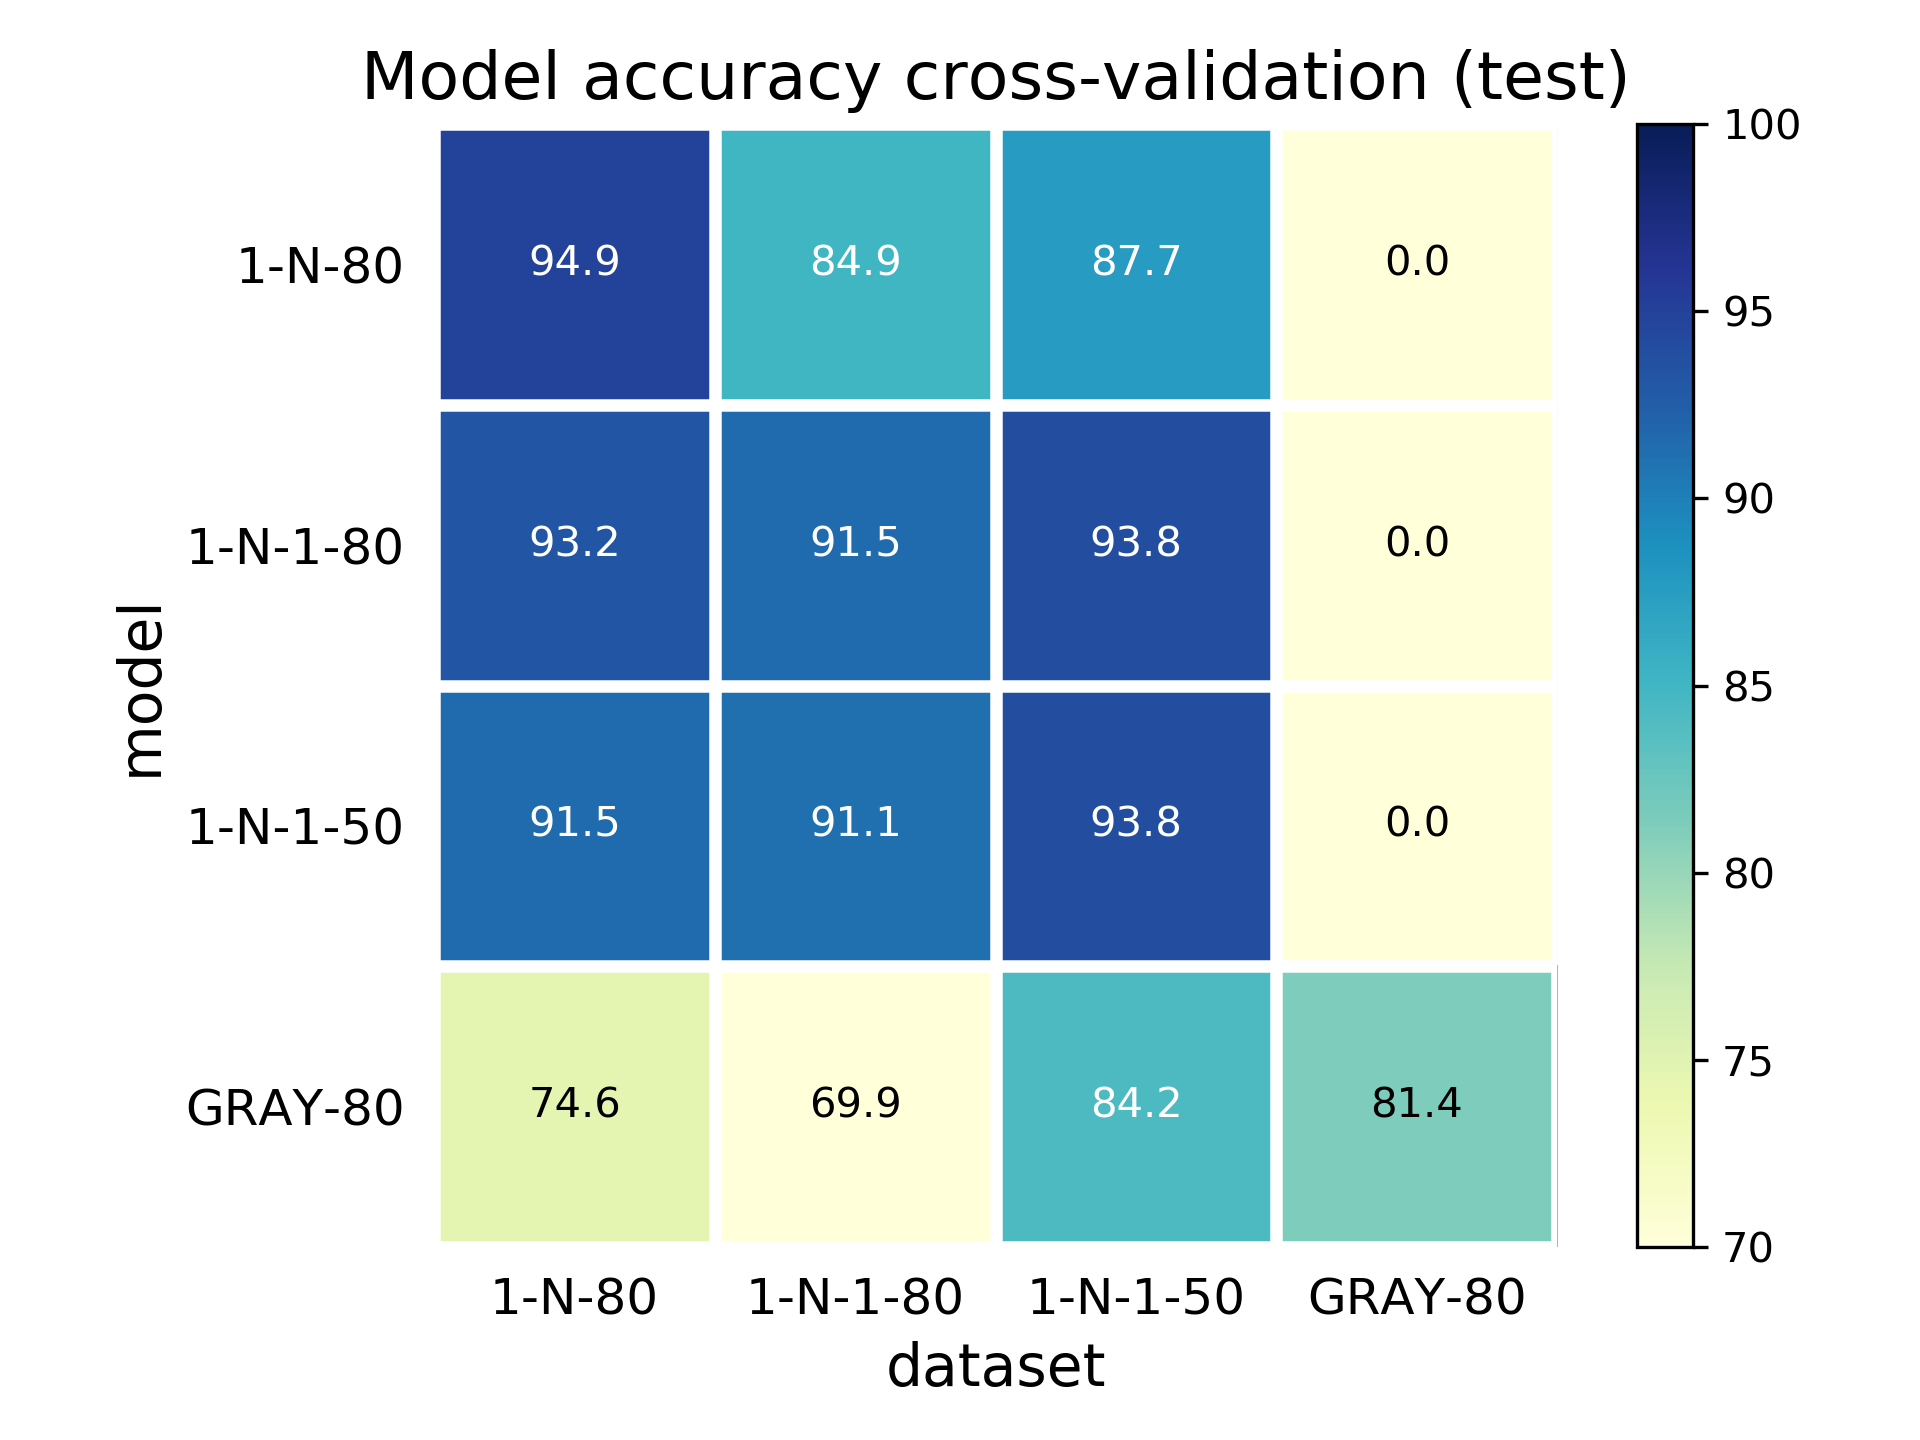 Model accuracy cross-validation (test)
100
95
90
85
80
75
70
model
1-N-80
94.9 84.9 87.7 0.0
1-N-1-80
93.2 91.5 93.8 0.0
1-N-1-50
91.5 91.1 93.8 0.0
GRAY-80
74.6 69.9 84.2 81.4
1-N-80 1-N-1-80 1-N-1-50 GRAY-80
dataset